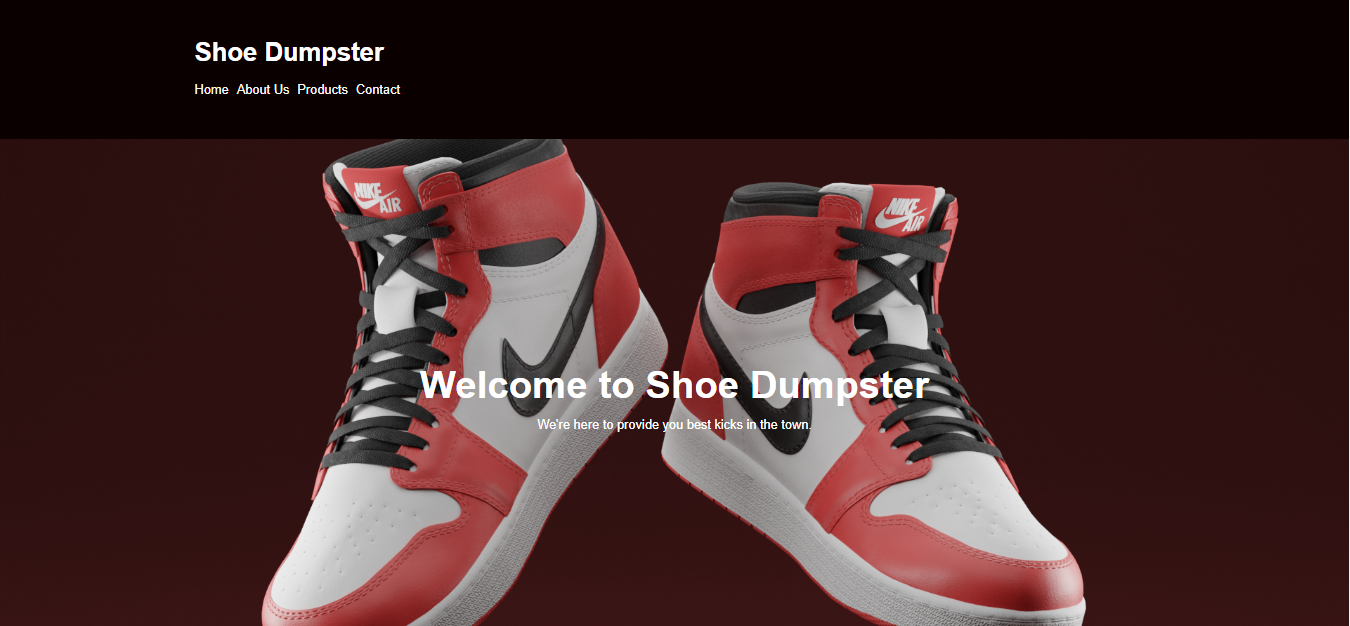 Shoe Dumpster
Home About Us Products Contact
NIKE
AIR
NIKE
AIR
Welcome to Shoe Dumpster
We're here to provide you best kicks in the town.